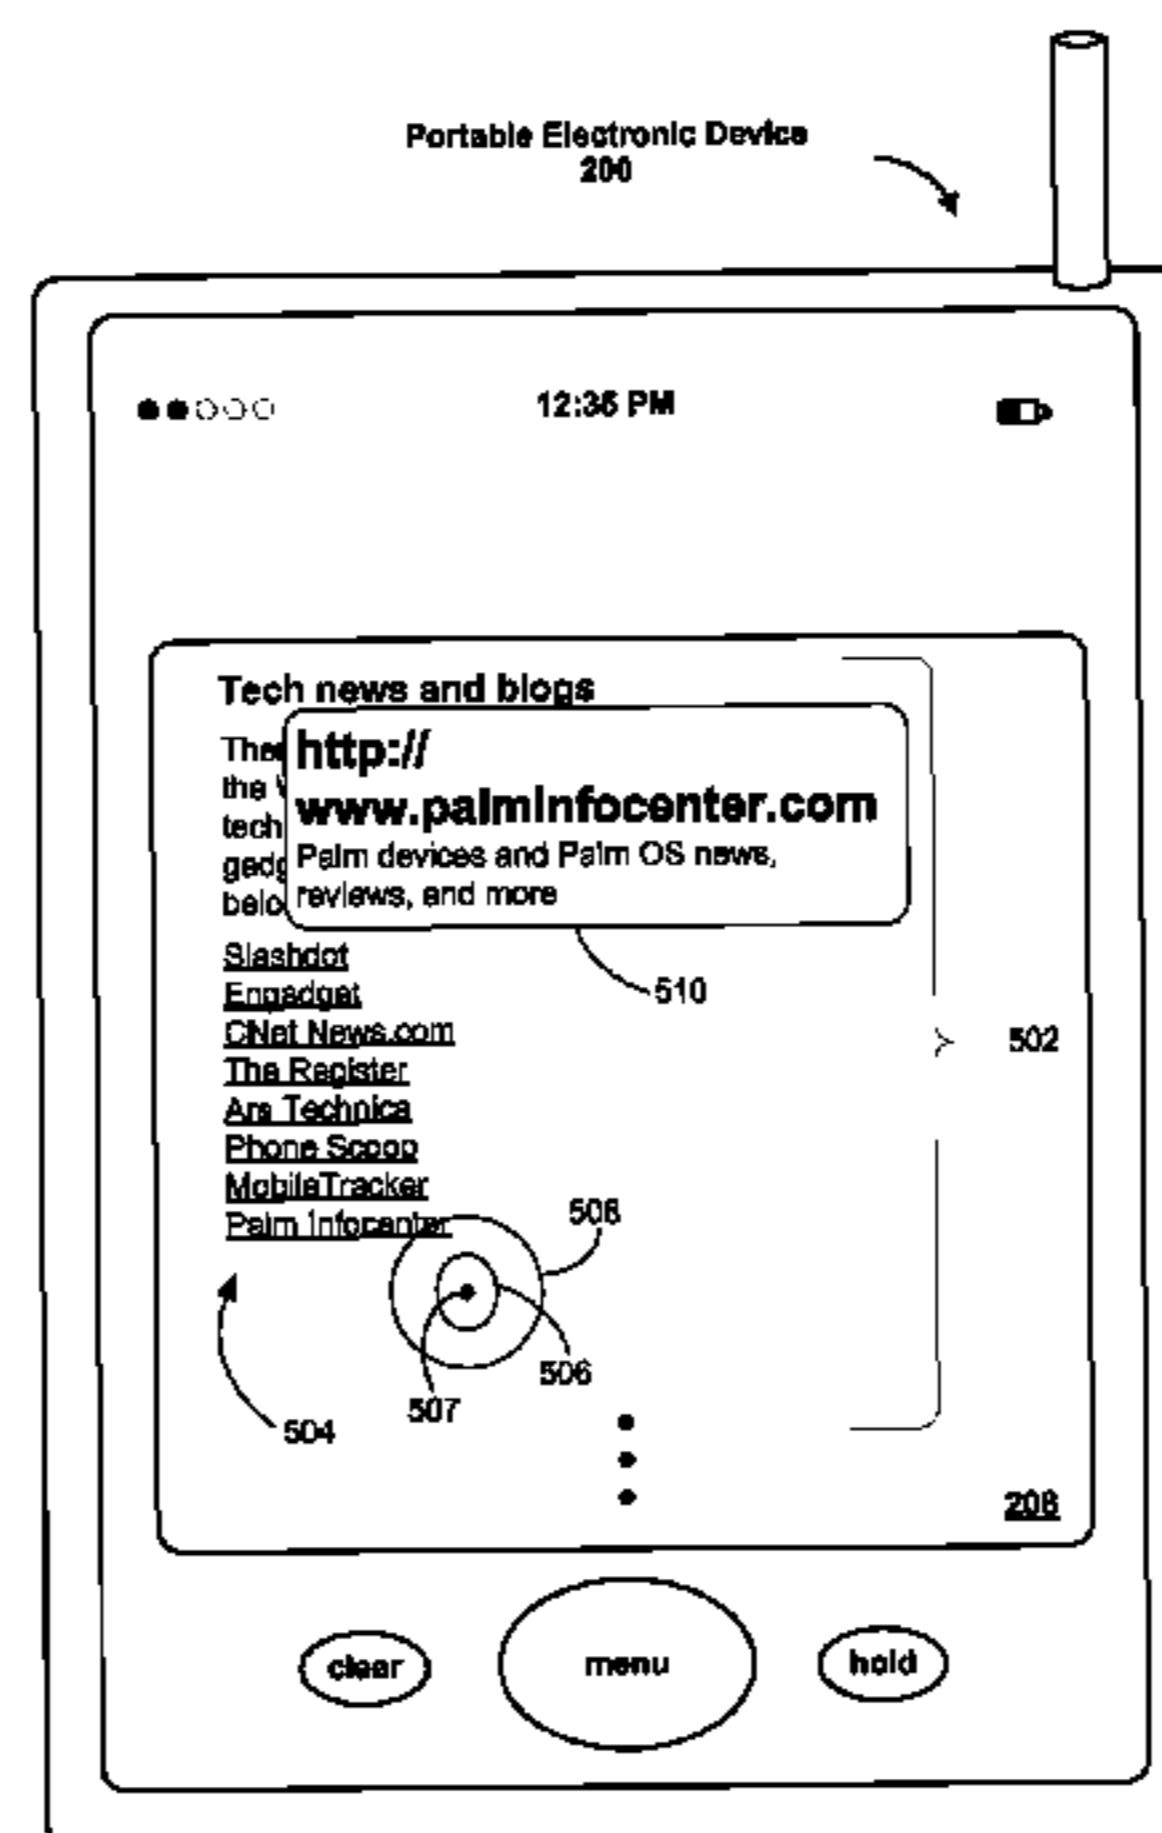 Portable Electronic Device
200
12:35 PM
Tech news and blogs
http://
www.palminfocenter.com
Palm devices and Palm OS news,
reviews, and more
the
tech
510
Slashdot
Engadget
CNet News.com
The Register
Ars Technica
Phone Scoop
MobileTracker
Palm Infocenter
502
508
506
507
504
208
clear
menu
hold